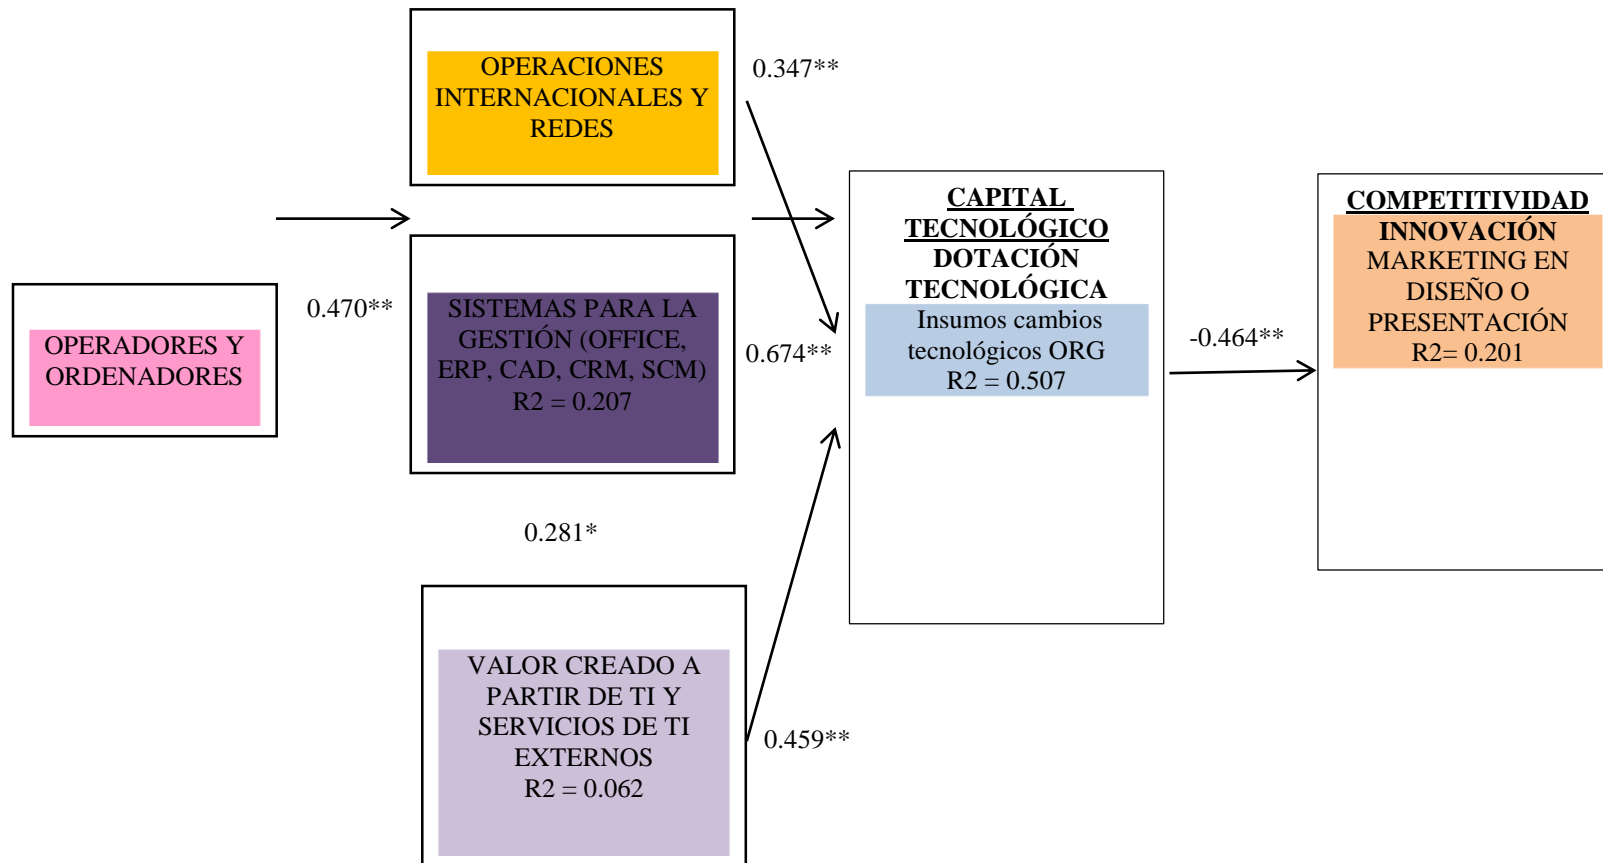 OPERADORES Y
ORDENADORES
0.470**
OPERACIONES
INTERNACIONALES Y
REDES
0.347**
SISTEMAS PARA LA
GESTIÓN (OFFICE,
ERP, CAD, CRM, SCM)
R2 = 0.207
0.674**
0.281*
VALOR CREADO A
PARTIR DE TI Y
SERVICIOS DE TI
EXTERNOS
R2 = 0.062
0.459**
CAPITAL
TECNOLÓGICO
DOTACIÓN
TECNOLÓGICA
Insumos cambios
tecnológicos ORG
R2 = 0.507
-0.464**
COMPETITIVIDAD
INNOVACIÓN
MARKETING EN
DISEÑO O
PRESENTACIÓN
R2= 0.201